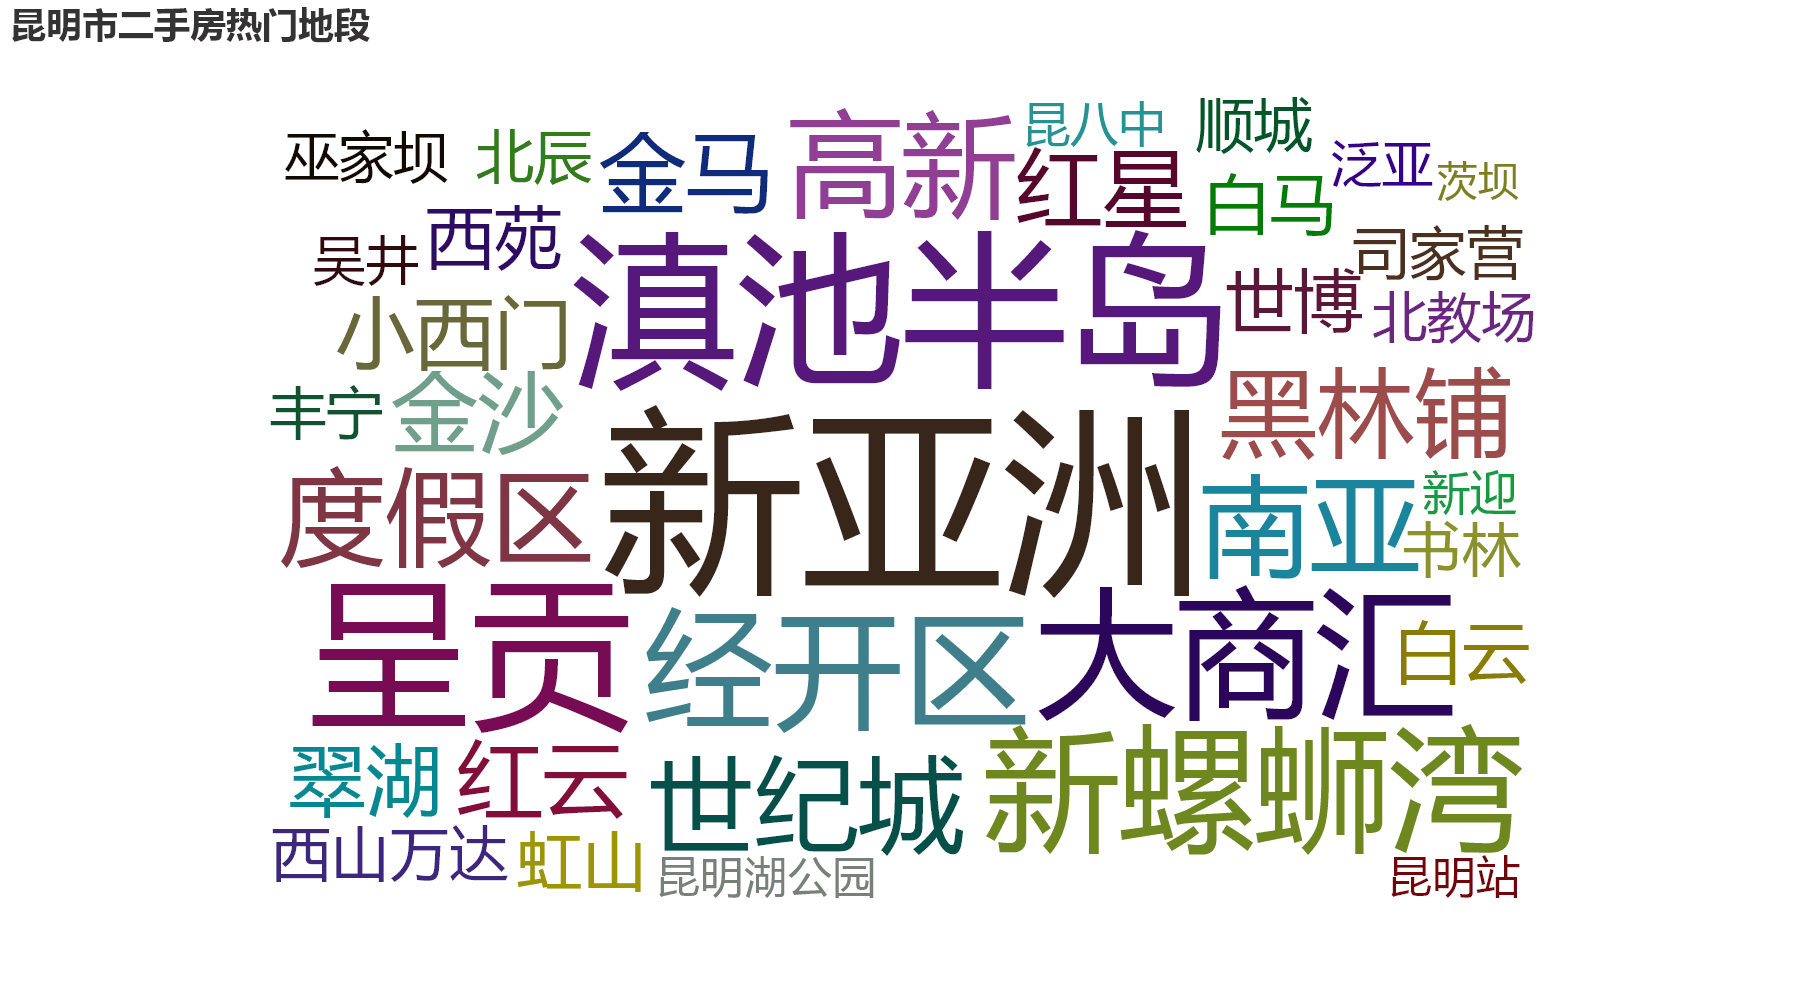 昆明市二手房热门地段
昆八中
顺城
高新
巫家坝
北辰
金马
红星
白马
泛亚
茨坝
吴井
西苑
司家营
滇池半岛
世博
北教场
小西门
丰宁
金沙
黑林铺
新亚洲
度假区
南亚
新迎
书林
呈贡
经开区
大商汇
白云
翠湖
红云
世纪城
新螺蛳湾
西山万达
虹山
昆明湖公园
昆明站